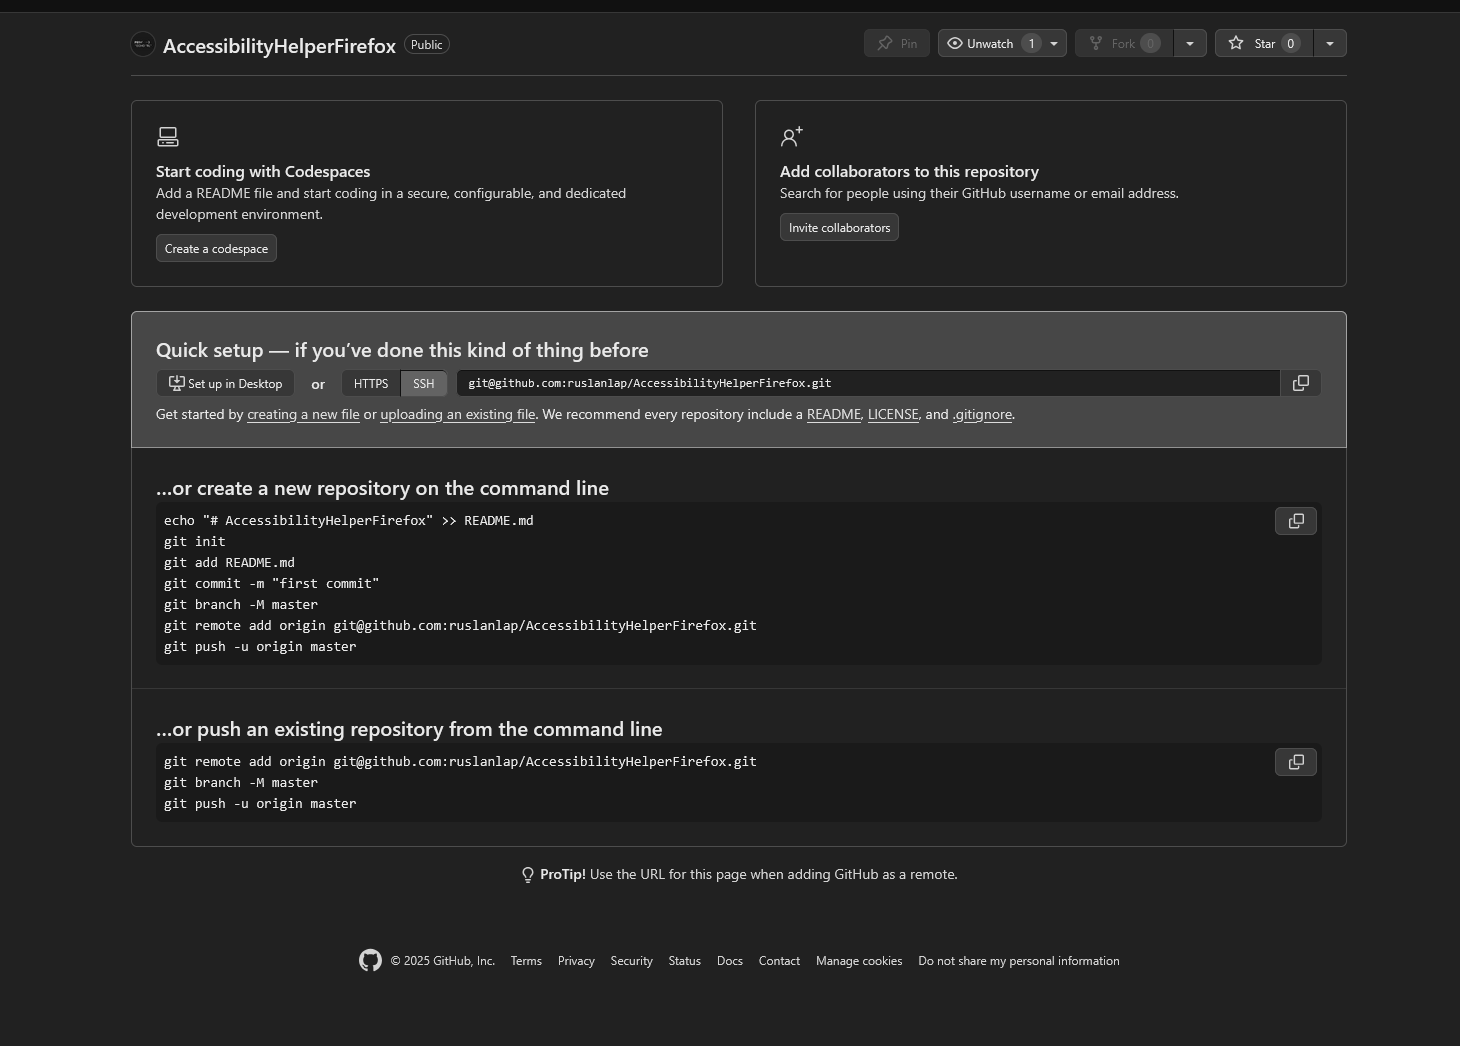 AccessibilityHelperFirefox Public
Pin
Unwatch 1
Fork 0
Star 0
Start coding with Codespaces
Add a README file and start coding in a secure, configurable, and dedicated
development environment.
Create a codespace
Add collaborators to this repository
Search for people using their GitHub username or email address.
Invite collaborators
Quick setup — if you’ve done this kind of thing before
Set up in Desktop or HTTPS SSH git@github.com:ruslanlap/AccessibilityHelperFirefox.git
Get started by creating a new file or uploading an existing file. We recommend every repository include a README, LICENSE, and .gitignore.
…or create a new repository on the command line
echo "# AccessibilityHelperFirefox" >> README.md
git init
git add README.md
git commit -m "first commit"
git branch -M master
git remote add origin git@github.com:ruslanlap/AccessibilityHelperFirefox.git
git push -u origin master
…or push an existing repository from the command line
git remote add origin git@github.com:ruslanlap/AccessibilityHelperFirefox.git
git branch -M master
git push -u origin master
ProTip! Use the URL for this page when adding GitHub as a remote.
© 2025 GitHub, Inc. Terms Privacy Security Status Docs Contact Manage cookies Do not share my personal information